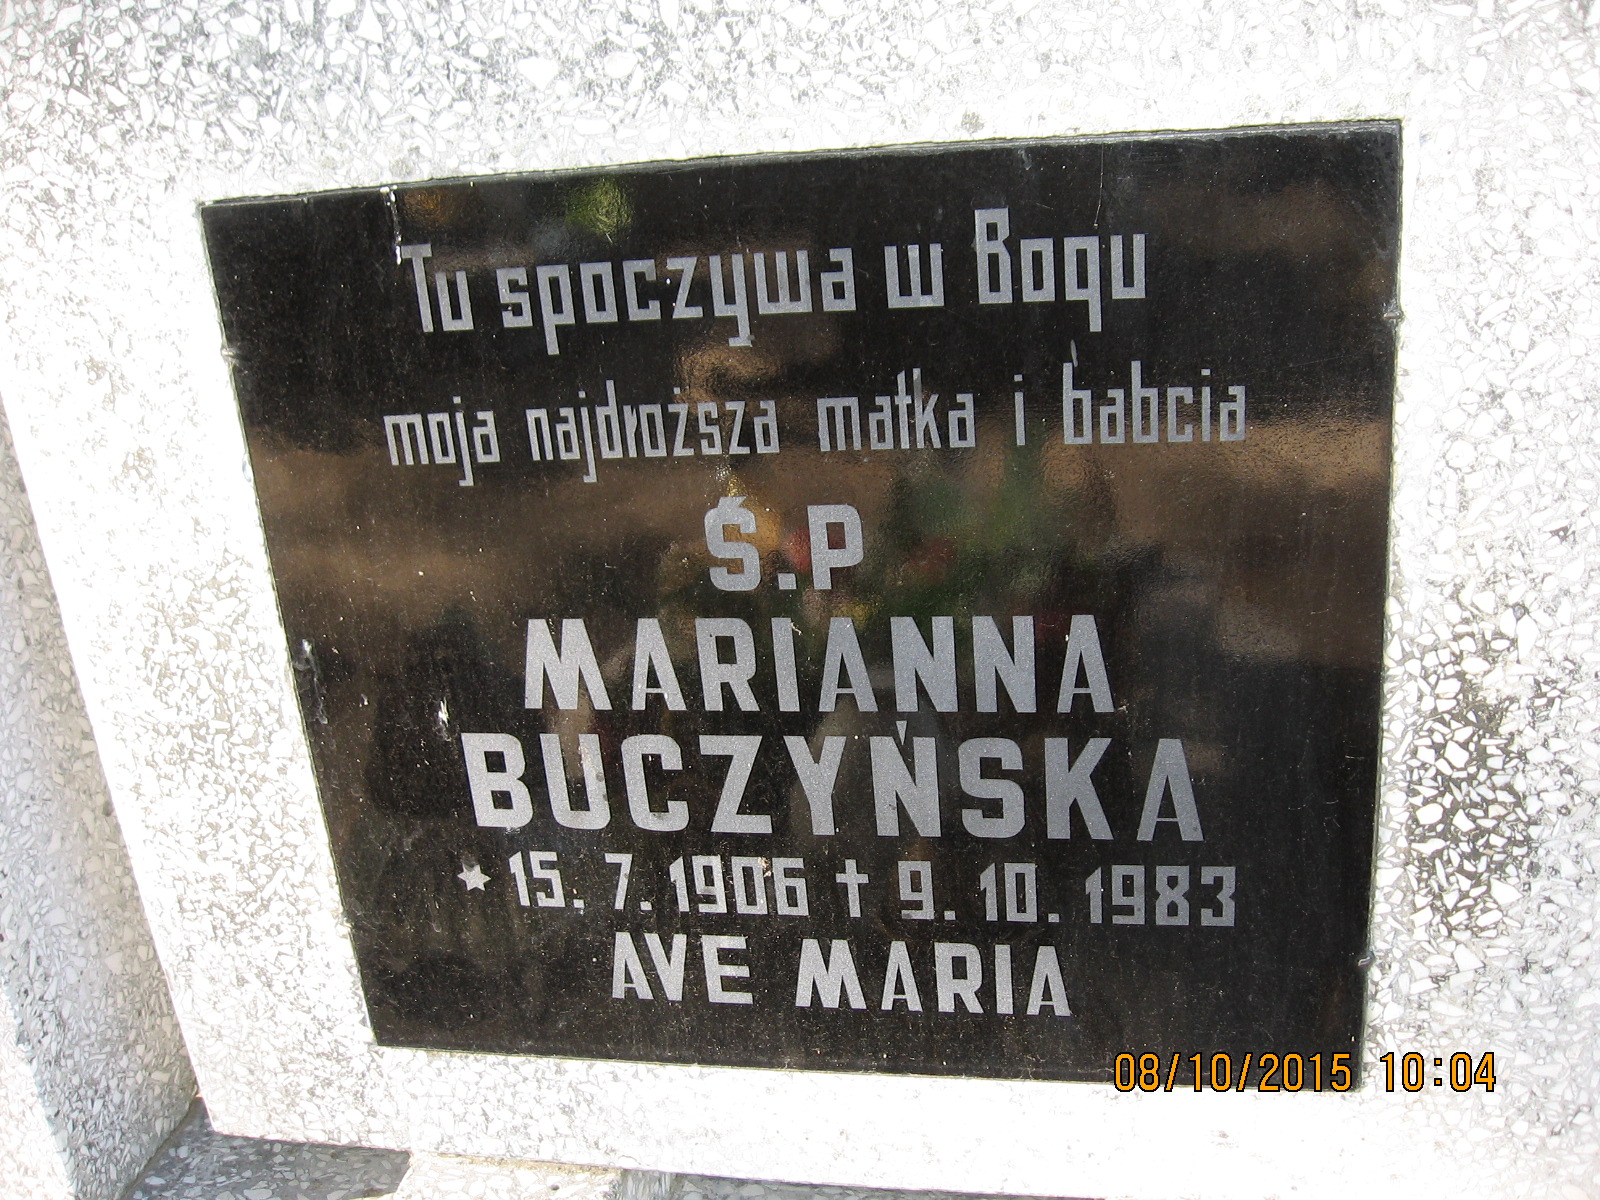 Tu spoczywa w Bogu
moja najdroższa matka i babcia
Ś.P
MARIANNA
BUCZYŃSKA
* 15. 7. 1906 † 9. 10. 1983
AVE MARIA
08/10/2015 10:04